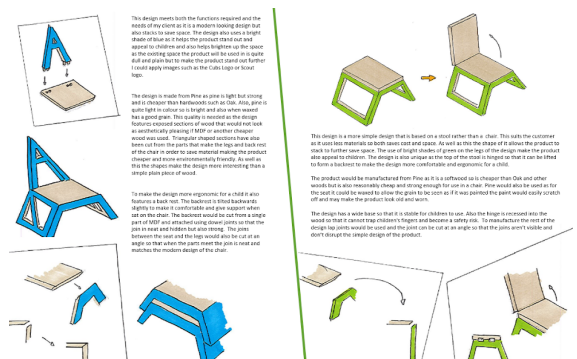 This design meets both the functions required and the
needs of my client as it is a modern looking design but
also stacks to save space. The design also uses a bright
shade of blue as it helps the product stand out and
appeal to children and also helps brighten up the space
as the existing space the product will be used in is quite
dull and plain but to make the product stand out further
I could apply images such as the Cubs Logo or Scout
logo.
The design is made from Pine as pine is light but strong
and is cheaper than hardwoods such as Oak. Also, pine is
quite light in colour so is bright and also when waxed
has a good grain. This quality is needed as the design
features exposed sections of wood that would not look
as aesthetically pleasing if MDF or another cheaper
wood was used. Triangular shaped sections have also
been cut from the parts that make the legs and back rest
of the chair in order to save material making the product
cheaper and more environmentally friendly. As well as
this the shapes make the design more interesting than a
simple plain piece of wood.
To make the design more ergonomic for a child it also
features a back rest. The backrest is tilted backwards
slightly to make it comfortable and give support when
sat on the chair. The backrest would be cut from a single
part of MDF and attached using dowel joints so that the
join in neat and hidden but also strong. The joins
between the seat and the legs would also be cut at an
angle so that when the parts meet the join is neat and
matches the modern design of the chair.
This design is a more simple design that is based on a stool rather than a chair. This suits the customer
as it uses less materials so both saves cost and space. As well as this the shape of it allows the product to
stack to further save space. The use of bright shades of green on the legs of the design make the product
also appeal to children. The design is also unique as the top of the stool is hinged so that it can be lifted
to form a backrest to make the design more comfortable and ergonomic for a child.
The product would be manufactured from Pine as it is a softwood so is cheaper than Oak and other
woods but is also reasonably cheap and strong enough for use in a chair. Pine would also be used as for
the seat it could be waxed to allow the grain to be seen as if it was painted the paint would easily scratch
off and may make the product look old and worn.
The design has a wide base so that it is stable for children to use. Also the hinge is recessed into the
wood so that it cannot trap children's fingers and become a safety risk. To manufacture the rest of the
design lap joints would be used and the joint can be cut at an angle so that the joins aren't visible and
don't disrupt the simple design of the product.